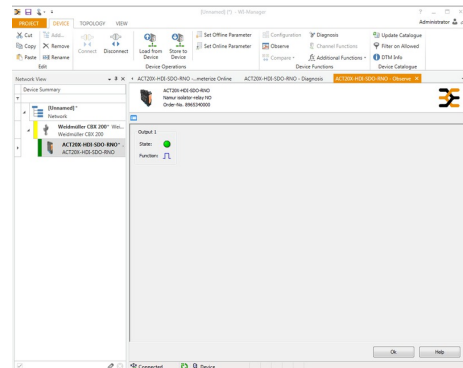 [Unnamed] (*) - WI-Manager
PROJECT DEVICE TOPOLOGY VIEW
Administrator
Cut Add...
Copy Remove
Paste Rename
Edit
Connect Disconnect
Load from Device
Store to Device
Device Operations
Set Offline Parameter
Set Online Parameter
Configuration Diagnosis
Observe Channel Functions
Compare Additional Functions
Device Functions
Update Catalogue
Filter on Allowed
DTM Info
Device Catalogue
Network View
Device Summary
[Unnamed]*
Network
Weidmüller CBX 200* Wei...
Weidmüller CBX 200
ACT20X-HDI-SDO-RNO*
ACT20X-HDI-SDO-RNO
ACT20X-HDI-SDO-RNO ...meterize Online
ACT20X-HDI-SDO-RNO - Diagnosis
ACT20X-HDI-SDO-RNO - Observe
ACT20X-HDI-SDO-RNO
Namur isolator relay NO
Order-No. 8965340000
Output 1
State:
Function:
Ok Help
Connected Device